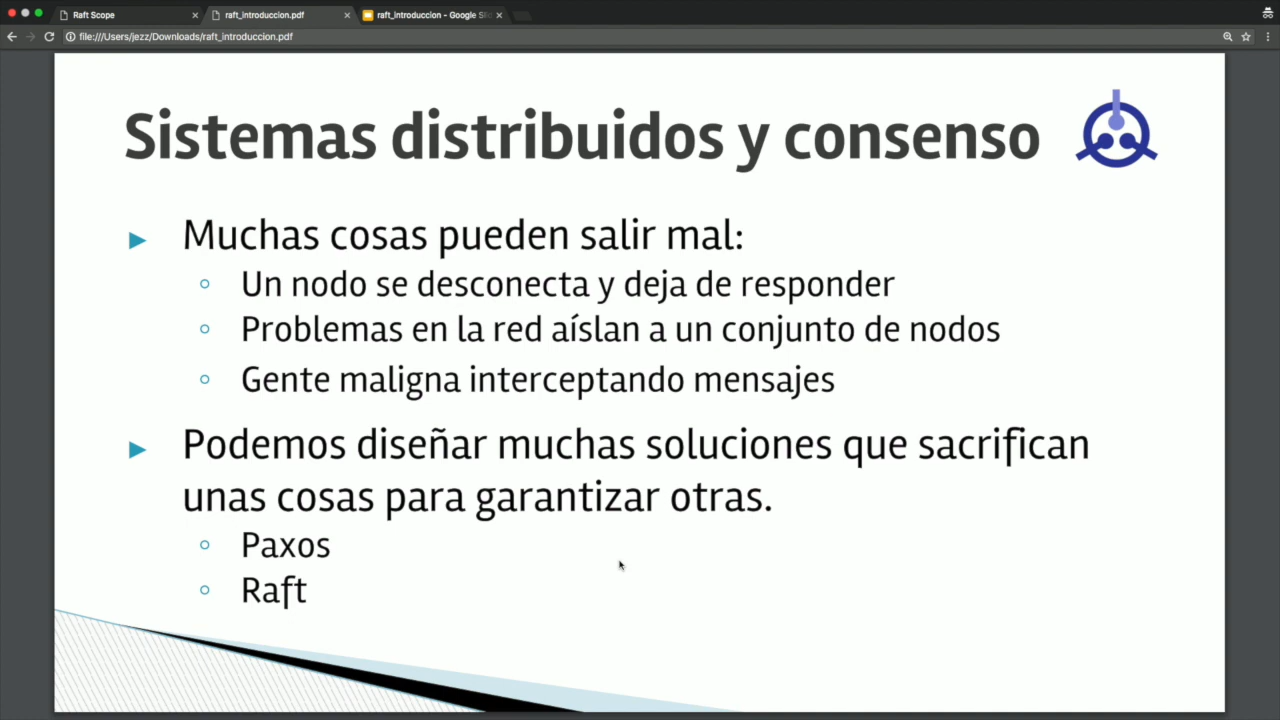 Raft Scope
raft_introduccion.pdf
raft_introduccion - Google Sli
file:///Users/jezz/Downloads/raft_introduccion.pdf
Sistemas distribuidos y consenso
Muchas cosas pueden salir mal:
Un nodo se desconecta y deja de responder
Problemas en la red aíslan a un conjunto de nodos
Gente maligna interceptando mensajes
Podemos diseñar muchas soluciones que sacrifican
unas cosas para garantizar otras.
Paxos
Raft